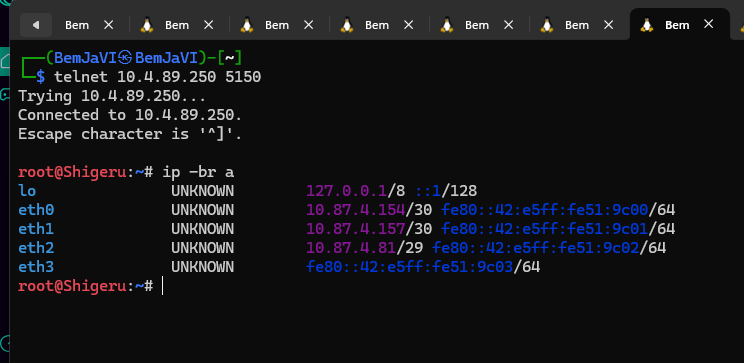 Bem Bem Bem Bem Bem Bem Bem
┌──(BemJaVI㉿BemJaVI)-[~]
└─$ telnet 10.4.89.250 5150
Trying 10.4.89.250...
Connected to 10.4.89.250.
Escape character is '^]'.
root@Shigeru:~# ip -br a
lo UNKNOWN 127.0.0.1/8 ::1/128
eth0 UNKNOWN 10.87.4.154/30 fe80::42:e5ff:fe51:9c00/64
eth1 UNKNOWN 10.87.4.157/30 fe80::42:e5ff:fe51:9c01/64
eth2 UNKNOWN 10.87.4.81/29 fe80::42:e5ff:fe51:9c02/64
eth3 UNKNOWN fe80::42:e5ff:fe51:9c03/64
root@Shigeru:~#